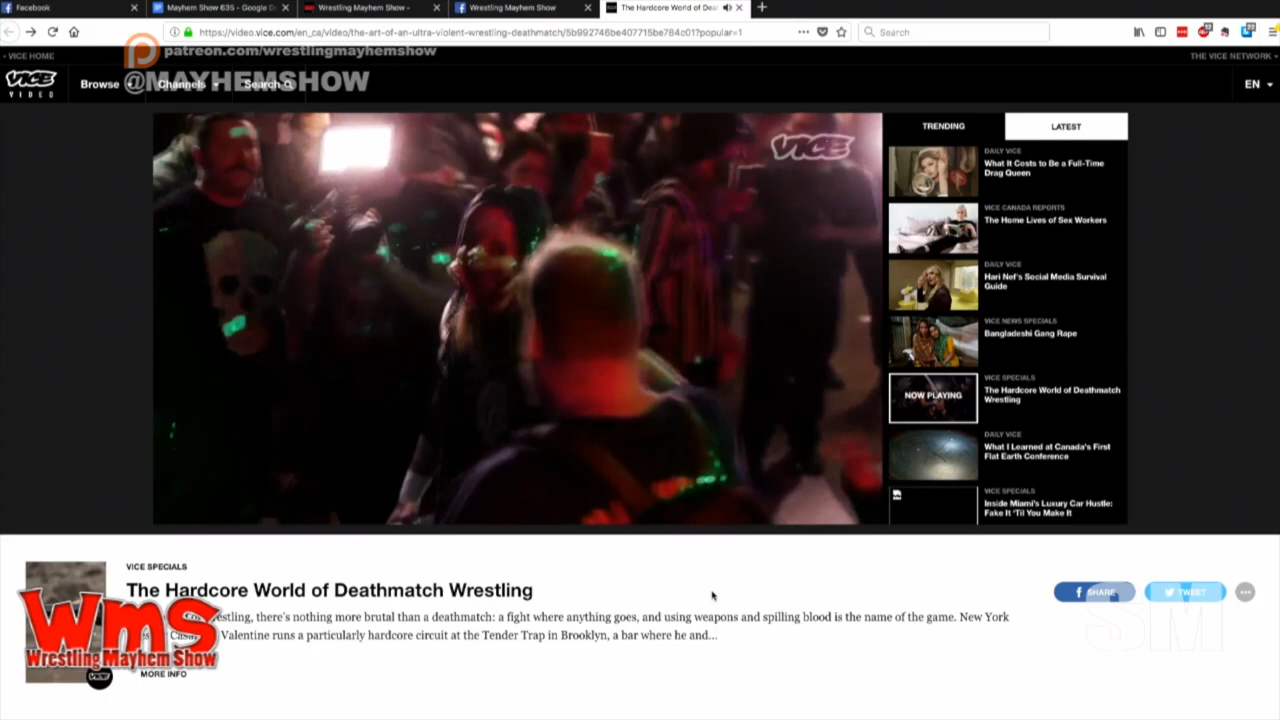 Facebook
Mayhem Show 635 - Google D
Wrestling Mayhem Show -
Wrestling Mayhem Show
The Hardcore World of Dea
https://video.vice.com/en_ca/video/the-art-of-an-ultra-violent-wrestling-deathmatch/5b992746be407715be784c01?popular=1
Search
patreon.com/wrestlingmayhemshow
@MAYHEMSHOW
VICE HOME
THE VICE NETWORK
VICE
VIDEO
Browse
Channels
Search
EN
VICE
TRENDING
LATEST
DAILY VICE
What It Costs to Be a Full-Time
Drag Queen
VICE CANADA REPORTS
The Home Lives of Sex Workers
DAILY VICE
Hari Nef's Social Media Survival
Guide
VICE NEWS SPECIALS
Bangladeshi Gang Rape
NOW PLAYING
VICE SPECIALS
The Hardcore World of Deathmatch
Wrestling
DAILY VICE
What I Learned at Canada's First
Flat Earth Conference
VICE SPECIALS
Inside Miami's Luxury Car Hustle:
Fake It 'Til You Make It
VICE SPECIALS
The Hardcore World of Deathmatch Wrestling
estling, there's nothing more brutal than a deathmatch: a fight where anything goes, and using weapons and spilling blood is the name of the game. New York
Valentine runs a particularly hardcore circuit at the Tender Trap in Brooklyn, a bar where he and...
MORE INFO
SHARE
TWEET
WMS
Wrestling Mayhem Show
VICE
SM